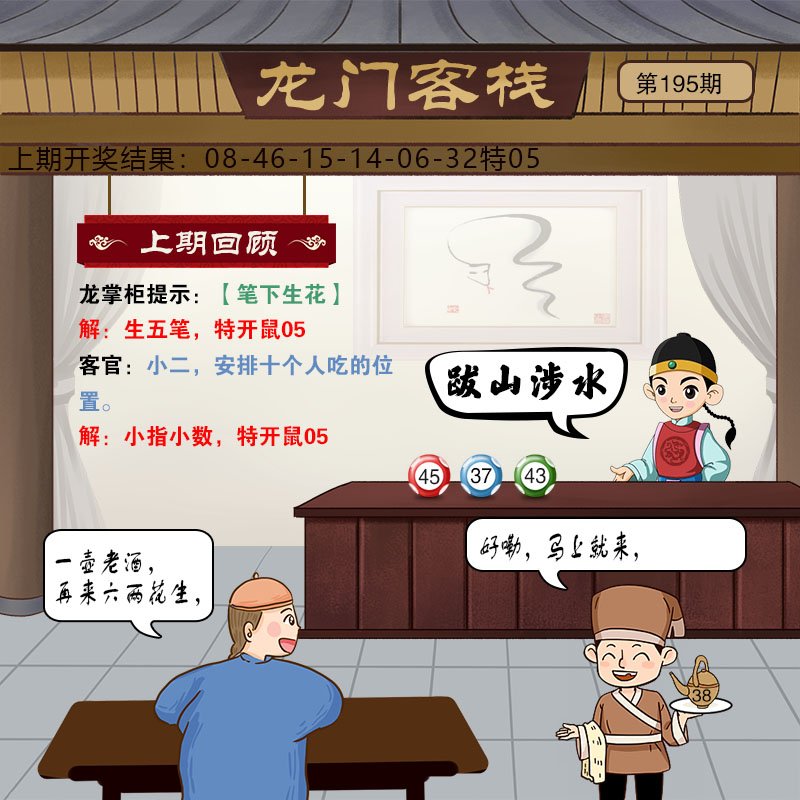 龙门客栈
第195期
上期开奖结果：08-46-15-14-06-32特05
上期回顾
龙掌柜提示：【笔下生花】
解：生五笔，特开鼠05
客官：小二，安排十个人吃的位
置。
解：小指小数，特开鼠05
跋山涉水
45 37 43
一壶老酒，
再来六两花生，
好嘞，马上就来，
38